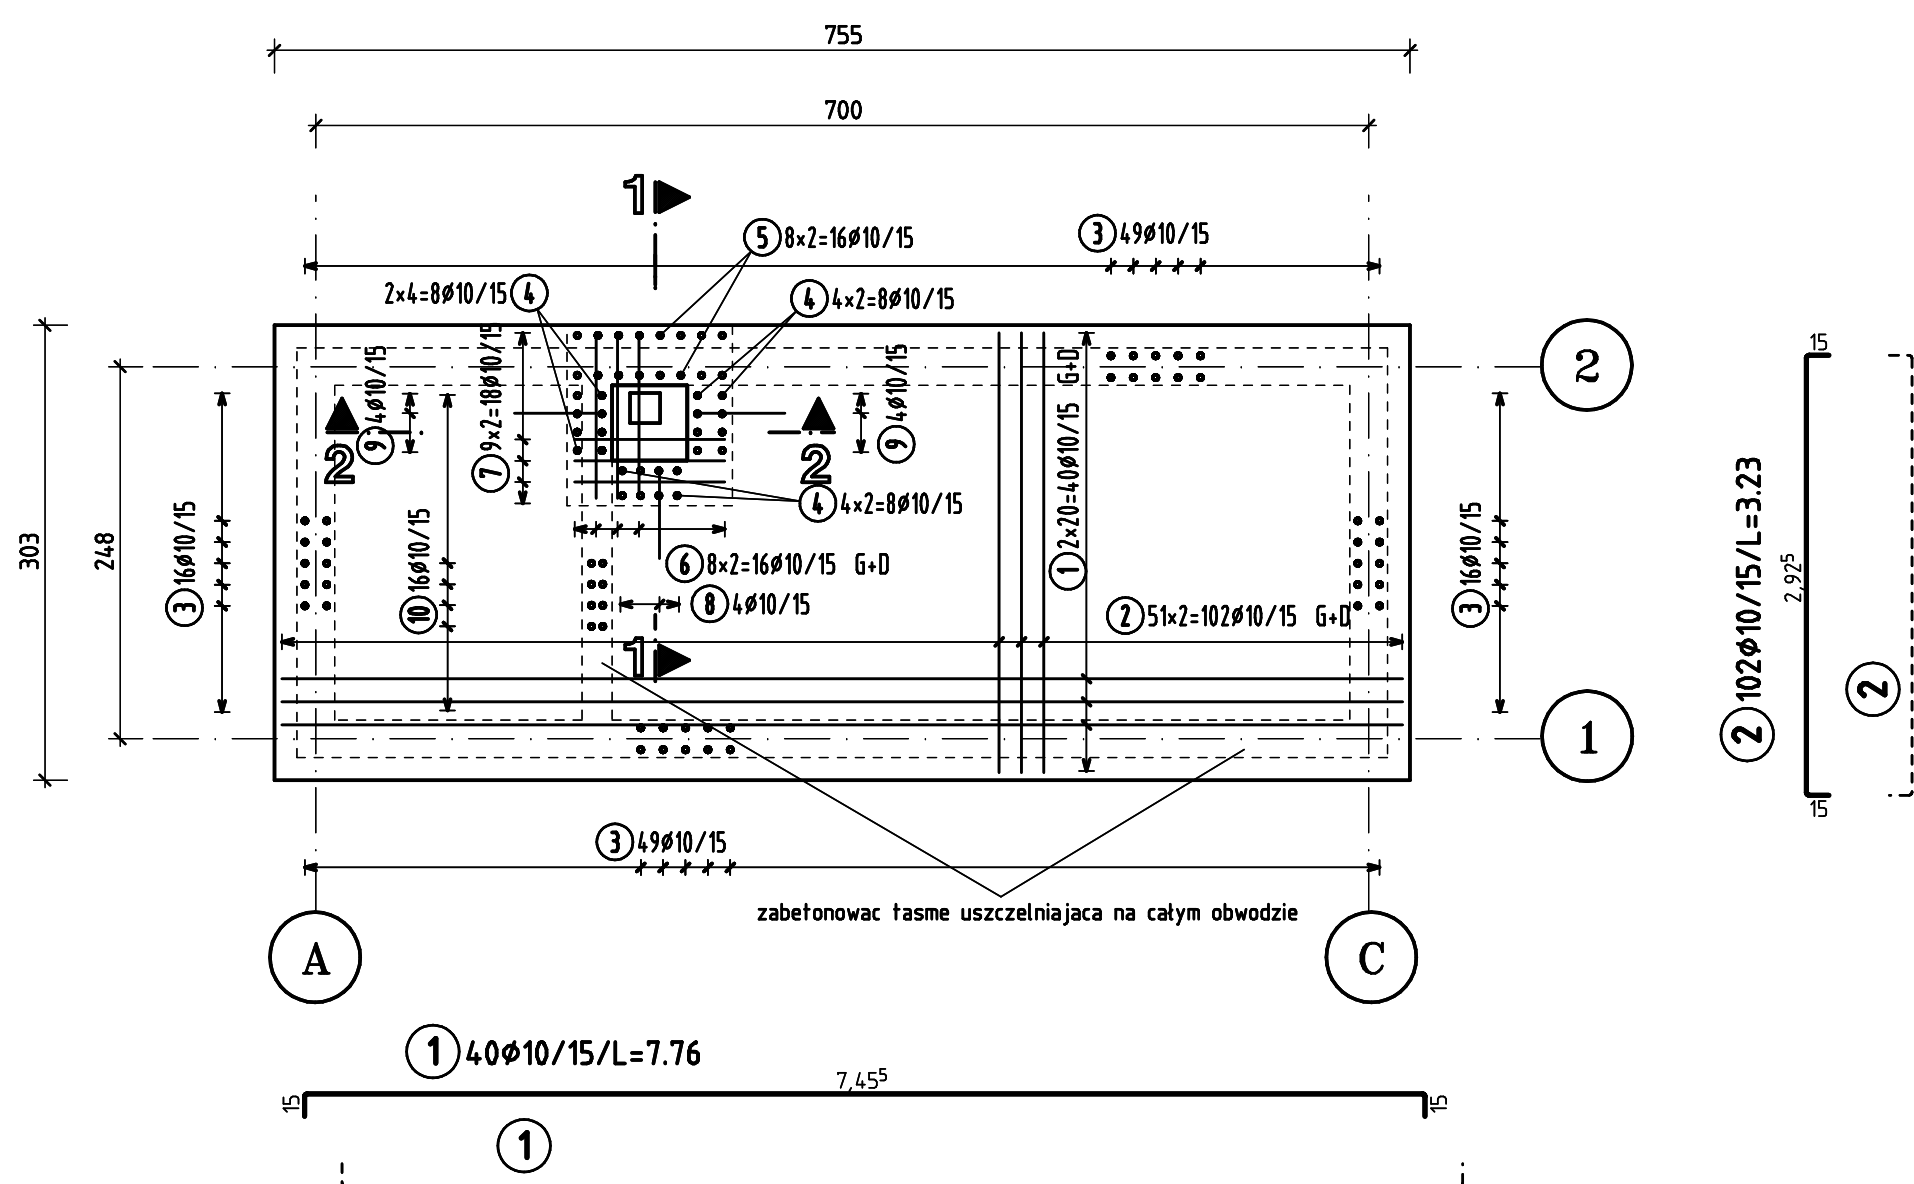 755
700
1
5 8×2=16ø10/15
3 49ø10/15
2×4=8ø10/15 4
4 4×2=8ø10/15
2
303
248
9 4ø10/15
7 9×2=18ø10/15
9 4ø10/15
2
2
4 4×2=8ø10/15
1 2×20=40ø10/15 G+D
3 16ø10/15
10 16ø10/15
6 8×2=16ø10/15 G+D
8 4ø10/15
2 51×2=102ø10/15 G+D
3 16ø10/15
1
1
3 49ø10/15
zabetonowac tasme uszczelniajaca na całym obwodzie
A
C
15
2 102ø10/15/L=3.23
2,92⁵
2
15
1 40ø10/15/L=7.76
7,45⁵
15
15
1